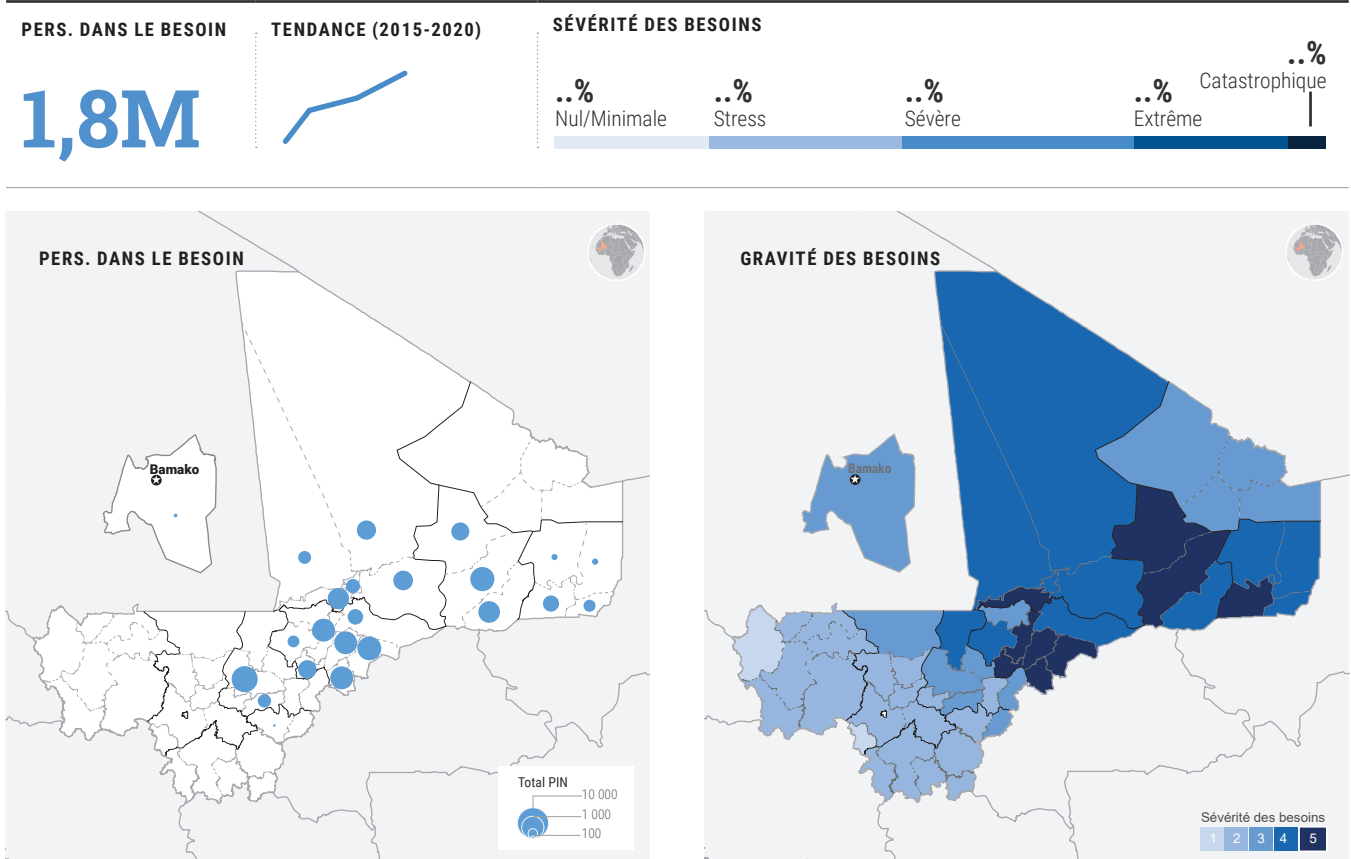 PERS. DANS LE BESOIN
1,8M
TENDANCE (2015-2020)
SÉVÉRITÉ DES BESOINS
..%
Nul/Minimale
..%
Stress
..%
Sévère
..%
Extrême
..%
Catastrophique
PERS. DANS LE BESOIN
Bamako
Total PIN
10 000
1 000
100
GRAVITÉ DES BESOINS
Bamako
Sévérité des besoins
1 2 3 4 5